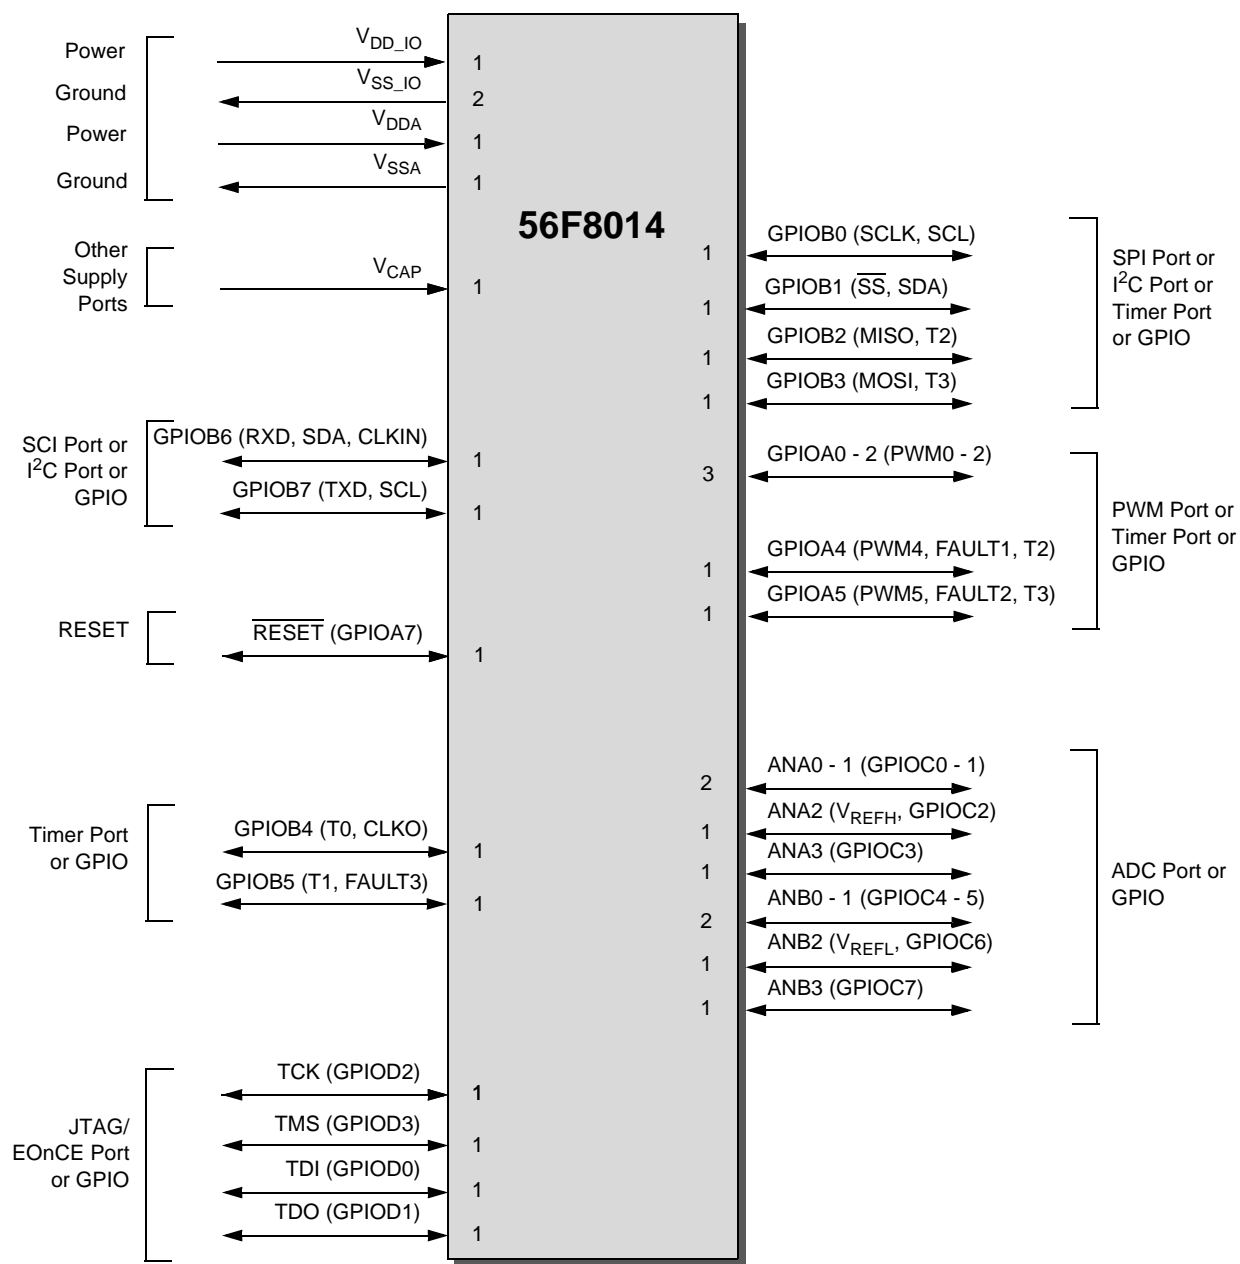 Power
V_DD_IO
1
Ground
V_SS_IO
2
Power
V_DDA
1
Ground
V_SSA
1
56F8014
Other
Supply
Ports
V_CAP
1
SCI Port or
I²C Port or
GPIO
GPIOB6 (RXD, SDA, CLKIN)
1
GPIOB7 (TXD, SCL)
1
RESET
R̅E̅S̅E̅T̅ (GPIOA7)
1
Timer Port
or GPIO
GPIOB4 (T0, CLKO)
1
GPIOB5 (T1, FAULT3)
1
JTAG/
EOnCE Port
or GPIO
TCK (GPIOD2)
1
TMS (GPIOD3)
1
TDI (GPIOD0)
1
TDO (GPIOD1)
1
1
GPIOB0 (SCLK, SCL)
1
GPIOB1 (S̅S̅, SDA)
1
GPIOB2 (MISO, T2)
1
GPIOB3 (MOSI, T3)
SPI Port or
I²C Port or
Timer Port
or GPIO
3
GPIOA0 - 2 (PWM0 - 2)
1
GPIOA4 (PWM4, FAULT1, T2)
1
GPIOA5 (PWM5, FAULT2, T3)
PWM Port or
Timer Port or
GPIO
2
ANA0 - 1 (GPIOC0 - 1)
1
ANA2 (V_REFH, GPIOC2)
1
ANA3 (GPIOC3)
2
ANB0 - 1 (GPIOC4 - 5)
1
ANB2 (V_REFL, GPIOC6)
1
ANB3 (GPIOC7)
ADC Port or
GPIO